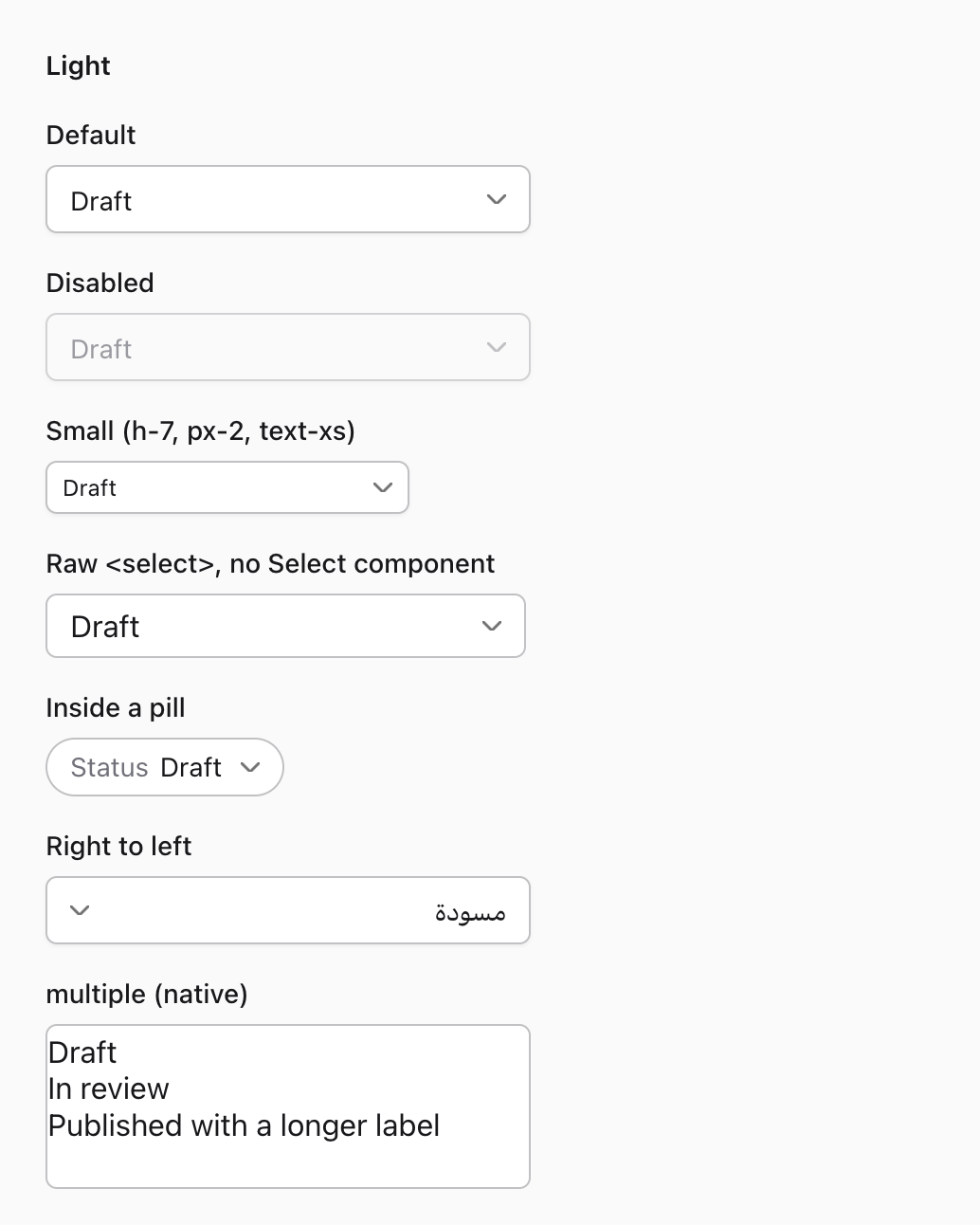 Light
Default
Draft
Disabled
Draft
Small (h-7, px-2, text-xs)
Draft
Raw <select>, no Select component
Draft
Inside a pill
Status Draft
Right to left
مسودة
multiple (native)
Draft
In review
Published with a longer label